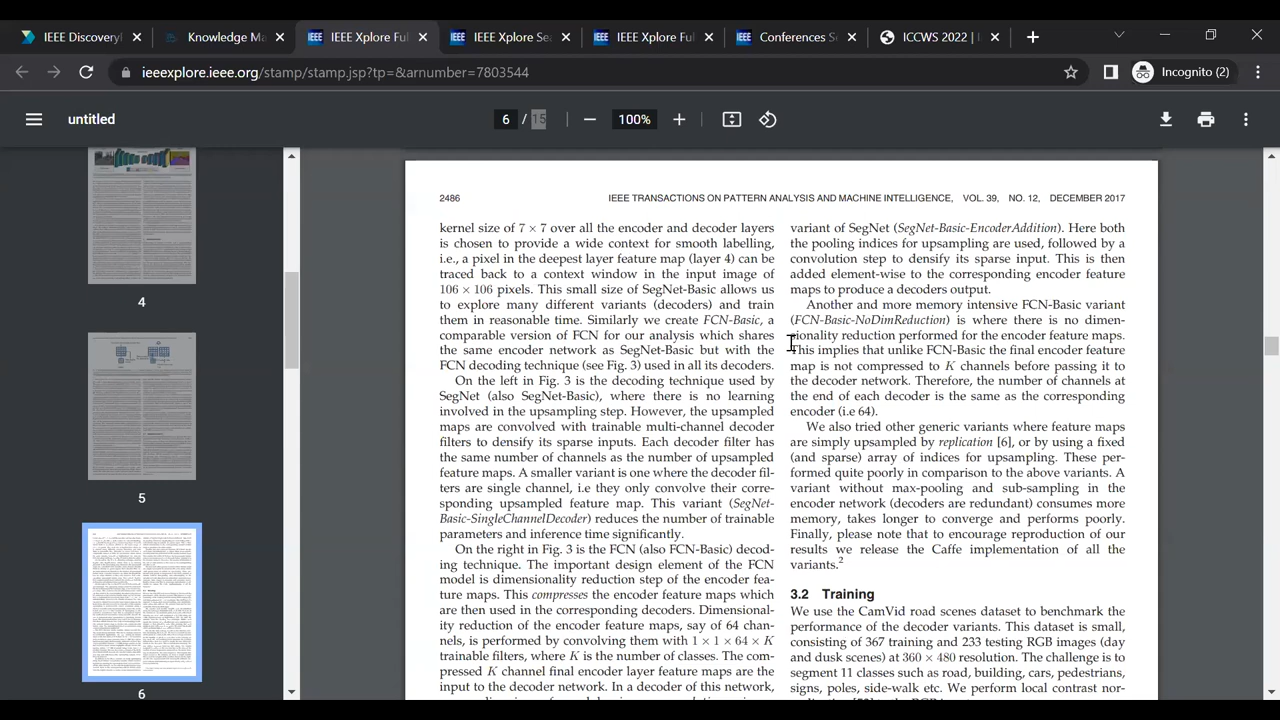 IEEE Discovery
Knowledge Ma
IEEE Xplore Ful
IEEE Xplore Sea
IEEE Xplore Ful
Conferences Se
ICCWS 2022 |
ieeexplore.ieee.org/stamp/stamp.jsp?tp=&arnumber=7803544
Incognito (2)
untitled
6 / 15
100%
4
5
6
2486
IEEE TRANSACTIONS ON PATTERN ANALYSIS AND MACHINE INTELLIGENCE, VOL. 39, NO. 12, DECEMBER 2017
kernel size of 7 × 7 over all the encoder and decoder layers
is chosen to provide a wide context for smooth labelling,
i.e., a pixel in the deepest layer feature map (layer 4) can be
traced back to a context window in the input image of
106 × 106 pixels. This small size of SegNet-Basic allows us
to explore many different variants (decoders) and train
them in reasonable time. Similarly we create FCN-Basic, a
comparable version of FCN for our analysis which shares
the same encoder network as SegNet-Basic but with the
FCN decoding technique (see Fig. 3) used in all its decoders.
On the left in Fig. 3 is the decoding technique used by
SegNet (also SegNet-Basic), where there is no learning
involved in the upsampling step. However, the upsampled
maps are convolved with trainable multi-channel decoder
filters to densify its sparse inputs. Each decoder filter has
the same number of channels as the number of upsampled
feature maps. A smaller variant is one where the decoder fil-
ters are single channel, i.e they only convolve their corre-
sponding upsampled feature map. This variant (SegNet-
Basic-SingleChannelDecoder) reduces the number of trainable
parameters and inference time significantly.
On the right in Fig. 3 is the FCN (also FCN-Basic) decod-
ing technique. The important design element of the FCN
model is dimensionality reduction step of the encoder fea-
ture maps. This compresses the encoder feature maps which
are then used in the corresponding decoders. Dimensional-
ity reduction of the encoder feature maps, say of 64 chan-
nels, is performed by convolving them with 1 × 1 × 64 × K
trainable filters, where K is the number of classes. The com-
pressed K channel final encoder layer feature maps are the
input to the decoder network. In a decoder of this network,
variant of SegNet (SegNet-Basic-EncoderAddition). Here both
the pooling indices for upsampling are used, followed by a
convolution step to densify its sparse input. This is then
added element-wise to the corresponding encoder feature
maps to produce a decoders output.
Another and more memory intensive FCN-Basic variant
(FCN-Basic-NoDimReduction) is where there is no dimen-
sionality reduction performed for the encoder feature maps.
This implies that unlike FCN-Basic the final encoder feature
map is not compressed to K channels before passing it to
the decoder network. Therefore, the number of channels at
the end of each decoder is the same as the corresponding
encoder (i.e 64).
We also tried other generic variants where feature maps
are simply upsampled by replication [6], or by using a fixed
(and sparse) array of indices for upsampling. These per-
formed quite poorly in comparison to the above variants. A
variant without max-pooling and sub-sampling in the
encoder network (decoders are redundant) consumes more
memory, takes longer to converge and performs poorly.
Finally, please note that to encourage reproduction of our
results we release the Caffe implementation of all the
Training
We use the CamVid road scenes dataset to benchmark the
performance of the decoder variants. This dataset is small,
consisting of 367 training and 233 testing RGB images (day
and dusk scenes) at 360 × 480 resolution. The challenge is to
segment 11 classes such as road, building, cars, pedestrians,
signs, poles, side-walk etc. We perform local contrast nor-